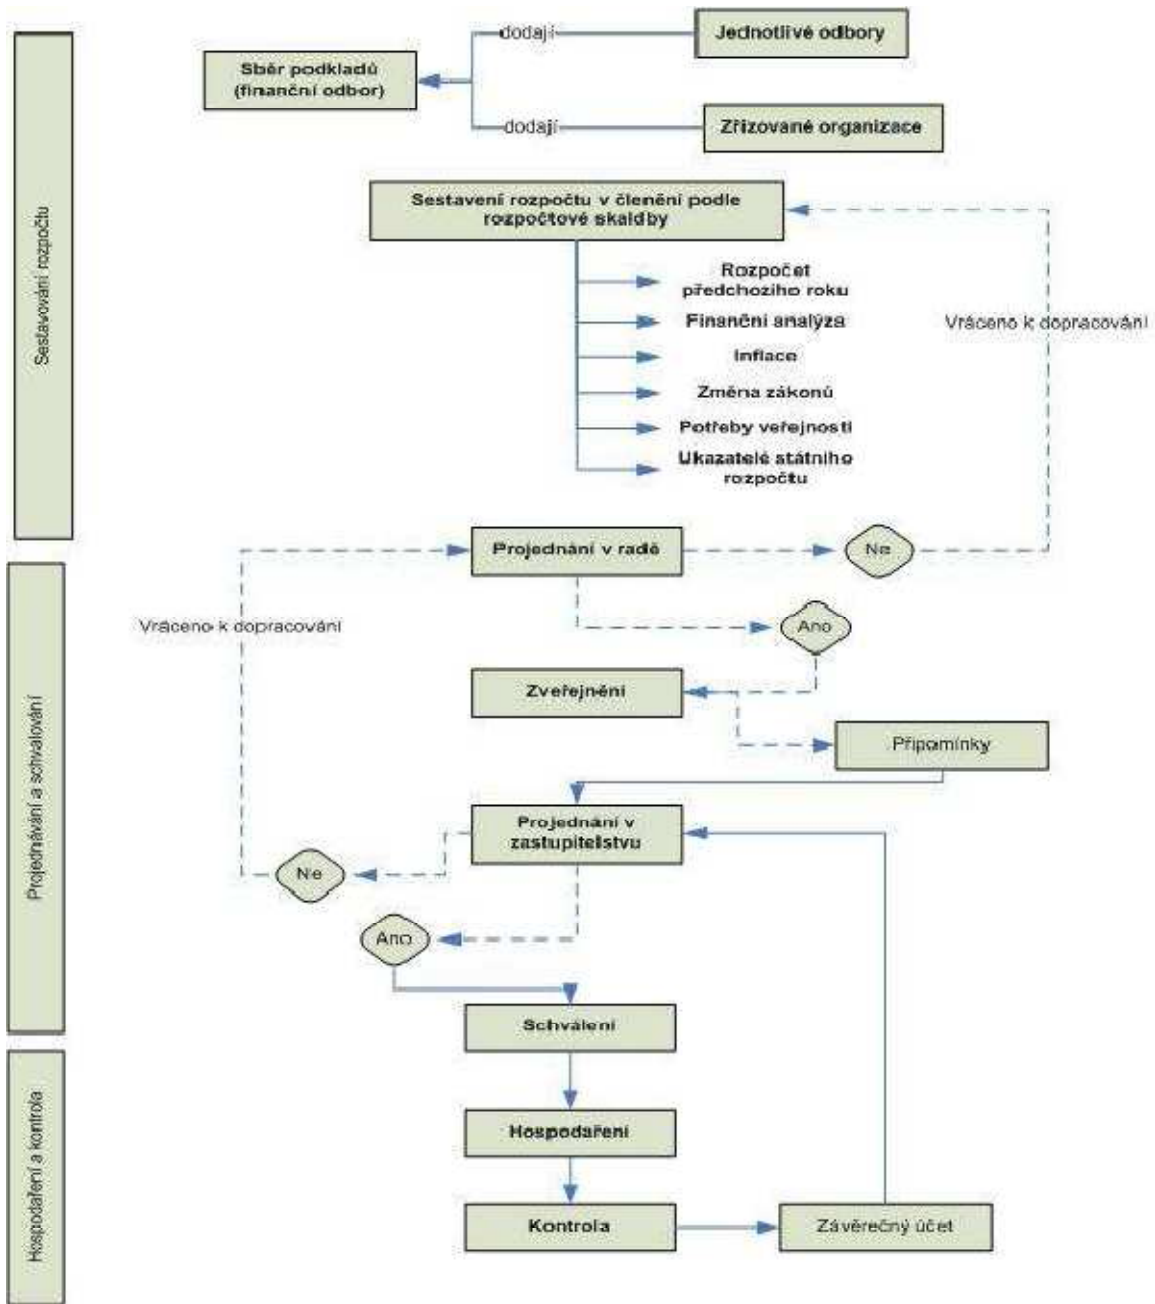 Sestavování rozpočtu
dodají
Jednotlivé odbory
Sběr podkladů
(finanční odbor)
dodají
Zřizované organizace
Sestavení rozpočtu v členění podle
rozpočtové skaldby
Rozpočet
předchozího roku
Finanční analýza
Inflace
Změna zákonů
Potřeby veřejnosti
Ukazatelé státního
rozpočtu
Vráceno k dopracování
Projednávání a schvalování
Projednání v radě
Ne
Ano
Vráceno k dopracování
Zveřejnění
Připomínky
Projednání v
zastupitelstvu
Ne
Ano
Schválení
Hospodaření a kontrola
Hospodaření
Kontrola
Závěrečný účet